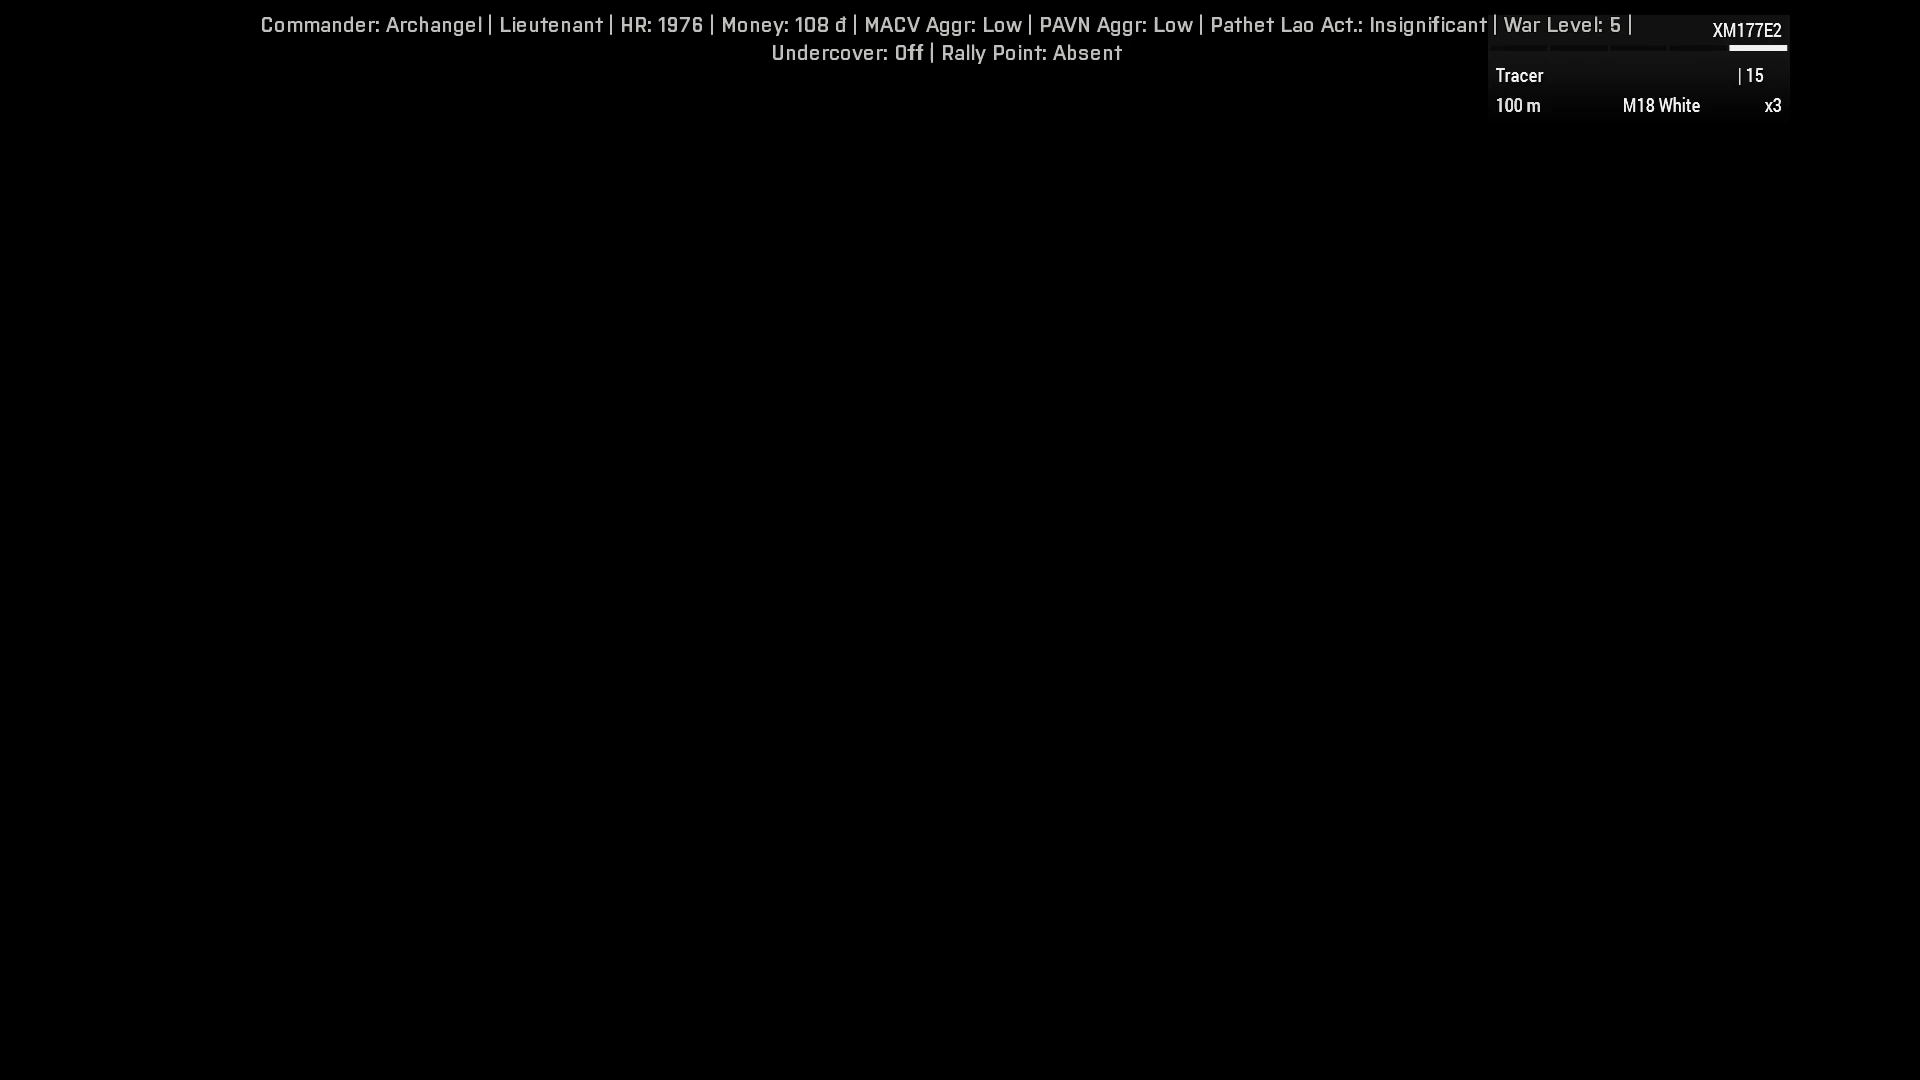 Commander: Archangel | Lieutenant | HR: 1976 | Money: 108 đ | MACV Aggr: Low | PAVN Aggr: Low | Pathet Lao Act.: Insignificant | War Level: 5 |
Undercover: Off | Rally Point: Absent
XM177E2
Tracer | 15
100 m M18 White x3